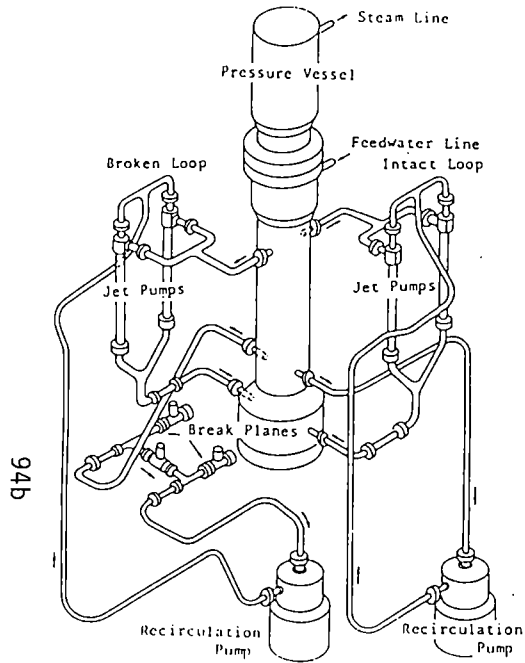 Steam Line
Pressure Vessel
Feedwater Line
Broken Loop
Intact Loop
Jet Pumps
Jet Pumps
Break Planes
94b
Recirculation
Pump
Recirculation
Pump